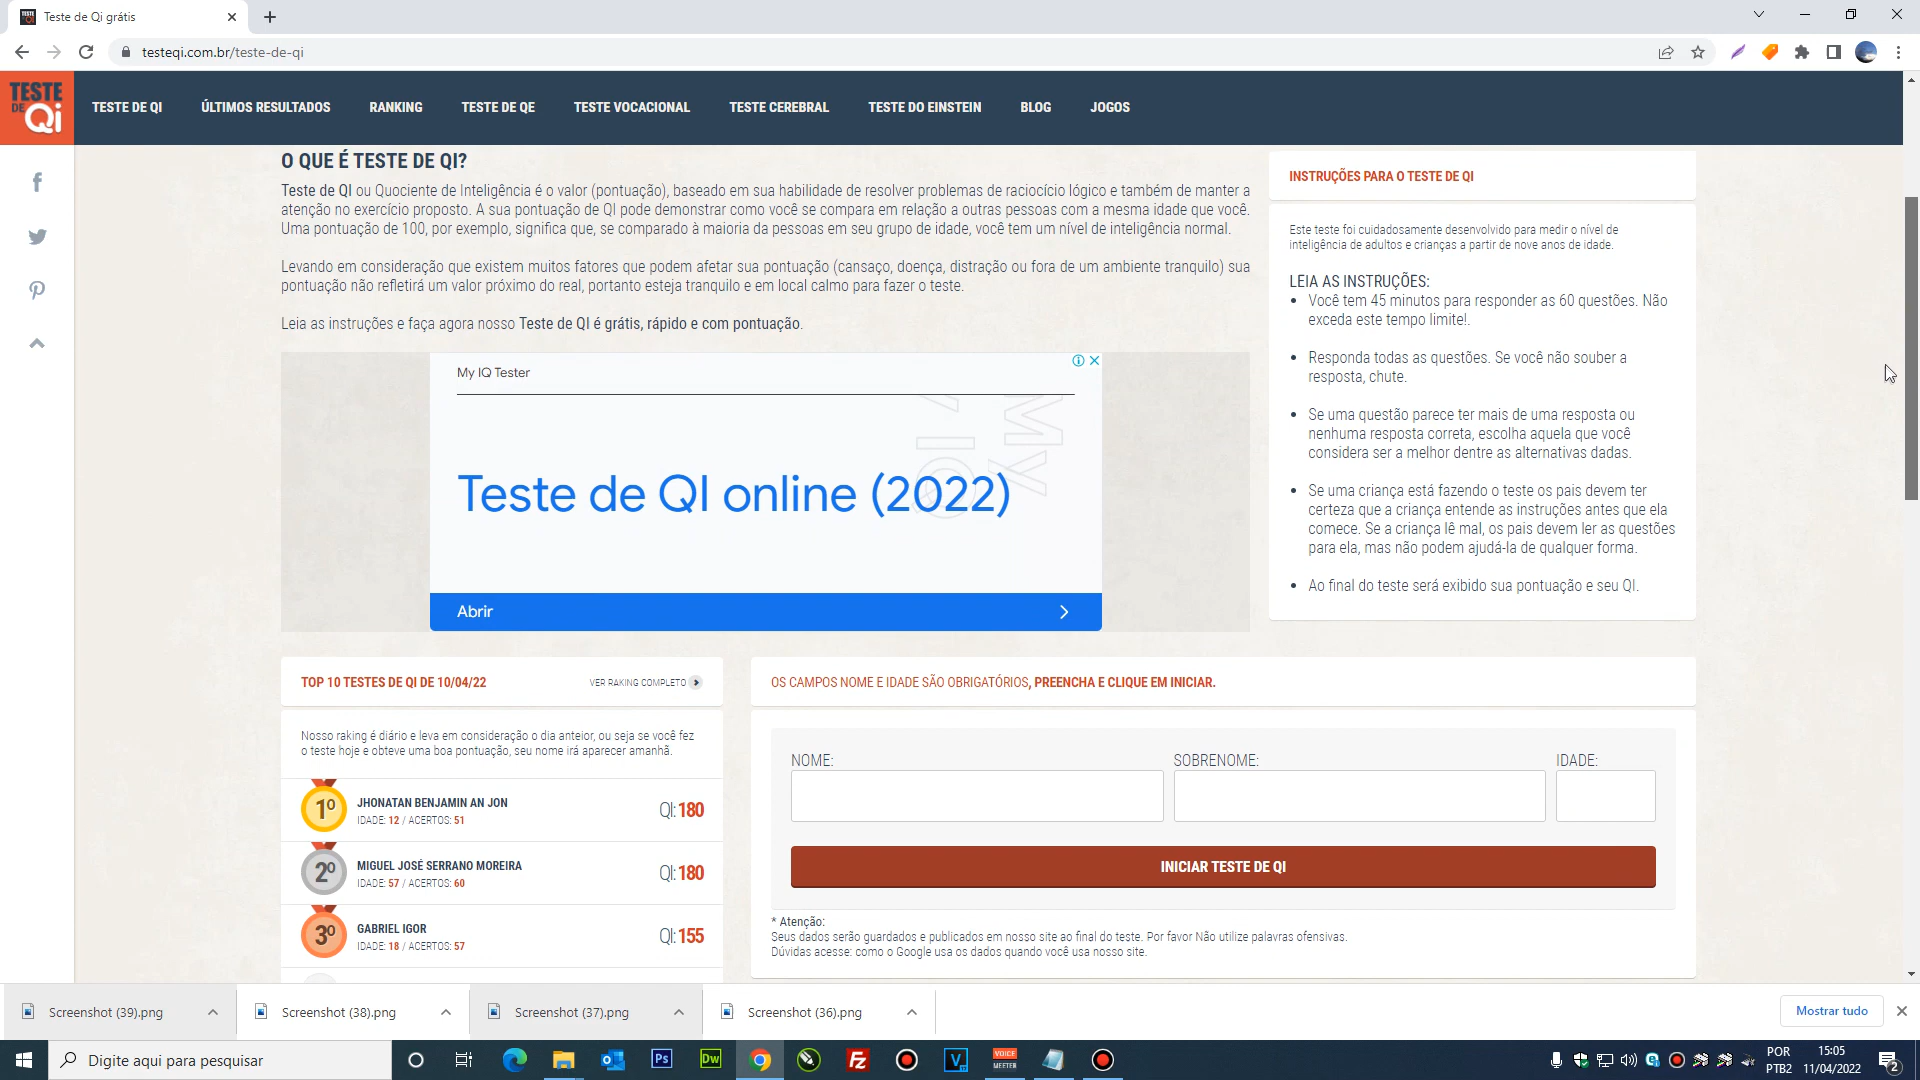 Teste de Qi grátis
testeqi.com.br/teste-de-qi
TESTE DE Qi
TESTE DE QI
ÚLTIMOS RESULTADOS
RANKING
TESTE DE QE
TESTE VOCACIONAL
TESTE CEREBRAL
TESTE DO EINSTEIN
BLOG
JOGOS
O QUE É TESTE DE QI?
Teste de QI ou Quociente de Inteligência é o valor (pontuação), baseado em sua habilidade de resolver problemas de raciocício lógico e também de manter a
atenção no exercício proposto. A sua pontuação de QI pode demonstrar como você se compara em relação a outras pessoas com a mesma idade que você.
Uma pontuação de 100, por exemplo, significa que, se comparado à maioria da pessoas em seu grupo de idade, você tem um nível de inteligência normal.
Levando em consideração que existem muitos fatores que podem afetar sua pontuação (cansaço, doença, distração ou fora de um ambiente tranquilo) sua
pontuação não refletirá um valor próximo do real, portanto esteja tranquilo e em local calmo para fazer o teste.
Leia as instruções e faça agora nosso Teste de QI é grátis, rápido e com pontuação.
My IQ Tester
MY IQ
Teste de QI online (2022)
Abrir
INSTRUÇÕES PARA O TESTE DE QI
Este teste foi cuidadosamente desenvolvido para medir o nível de
inteligência de adultos e crianças a partir de nove anos de idade.
LEIA AS INSTRUÇÕES:
• Você tem 45 minutos para responder as 60 questões. Não
exceda este tempo limite!.
• Responda todas as questões. Se você não souber a
resposta, chute.
• Se uma questão parece ter mais de uma resposta ou
nenhuma resposta correta, escolha aquela que você
considera ser a melhor dentre as alternativas dadas.
• Se uma criança está fazendo o teste os pais devem ter
certeza que a criança entende as instruções antes que ela
comece. Se a criança lê mal, os pais devem ler as questões
para ela, mas não podem ajudá-la de qualquer forma.
• Ao final do teste será exibido sua pontuação e seu QI.
TOP 10 TESTES DE QI DE 10/04/22
VER RAKING COMPLETO
Nosso raking é diário e leva em consideração o dia anteior, ou seja se você fez
o teste hoje e obteve uma boa pontuação, seu nome irá aparecer amanhã.
1º
JHONATAN BENJAMIN AN JON
IDADE: 12 / ACERTOS: 51
QI: 180
2º
MIGUEL JOSÉ SERRANO MOREIRA
IDADE: 57 / ACERTOS: 60
QI: 180
3º
GABRIEL IGOR
IDADE: 18 / ACERTOS: 57
QI: 155
OS CAMPOS NOME E IDADE SÃO OBRIGATÓRIOS, PREENCHA E CLIQUE EM INICIAR.
NOME:
SOBRENOME:
IDADE:
INICIAR TESTE DE QI
* Atenção:
Seus dados serão guardados e publicados em nosso site ao final do teste. Por favor Não utilize palavras ofensivas.
Dúvidas acesse: como o Google usa os dados quando você usa nosso site.
Screenshot (39).png
Screenshot (38).png
Screenshot (37).png
Screenshot (36).png
Mostrar tudo
Digite aqui para pesquisar
Ps
Dw
Fz
V
VOICE
MEETER
POR
PTB2
15:05
11/04/2022
2